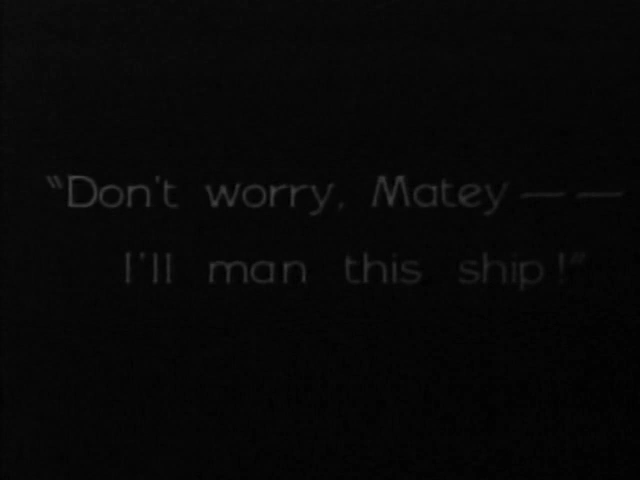 "Don't worry, Matey — —
I'll man this ship!"